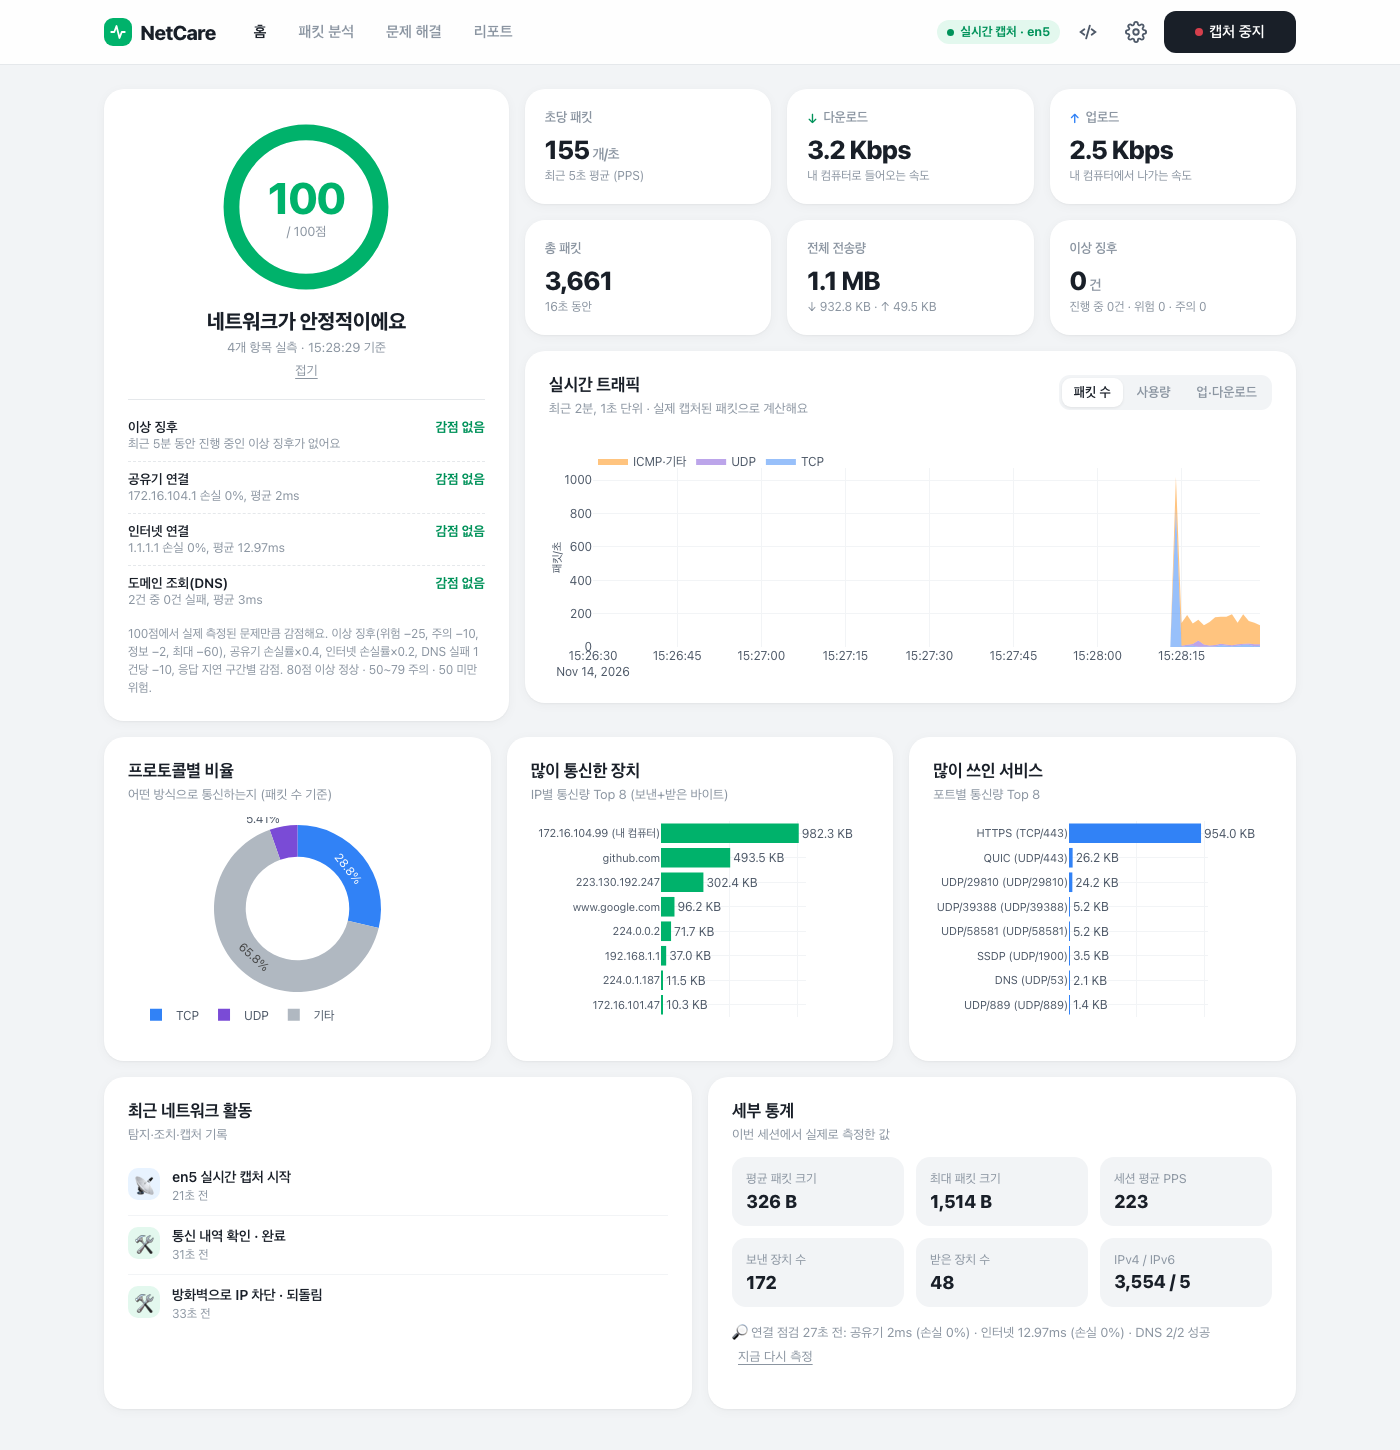 NetCare
홈
패킷 분석
문제 해결
리포트
실시간 캡처 · en5
캡처 중지
100
/ 100점
네트워크가 안정적이에요
4개 항목 실측 · 15:28:29 기준
접기
이상 징후
감점 없음
최근 5분 동안 진행 중인 이상 징후가 없어요
공유기 연결
감점 없음
172.16.104.1 손실 0%, 평균 2ms
인터넷 연결
감점 없음
1.1.1.1 손실 0%, 평균 12.97ms
도메인 조회(DNS)
감점 없음
2건 중 0건 실패, 평균 3ms
100점에서 실제 측정된 문제만큼 감점해요. 이상 징후(위험 −25, 주의 −10,
정보 −2, 최대 −60), 공유기 손실률×0.4, 인터넷 손실률×0.2, DNS 실패 1
건당 −10, 응답 지연 구간별 감점. 80점 이상 정상 · 50~79 주의 · 50 미만
위험.
초당 패킷
155 개/초
최근 5초 평균 (PPS)
↓ 다운로드
3.2 Kbps
내 컴퓨터로 들어오는 속도
↑ 업로드
2.5 Kbps
내 컴퓨터에서 나가는 속도
총 패킷
3,661
16초 동안
전체 전송량
1.1 MB
↓ 932.8 KB · ↑ 49.5 KB
이상 징후
0 건
진행 중 0건 · 위험 0 · 주의 0
실시간 트래픽
최근 2분, 1초 단위 · 실제 캡처된 패킷으로 계산해요
패킷 수
사용량
업·다운로드
ICMP·기타
UDP
TCP
패킷/초
1000
800
600
400
200
0
15:26:30
15:26:45
15:27:00
15:27:15
15:27:30
15:27:45
15:28:00
15:28:15
Nov 14, 2026
프로토콜별 비율
어떤 방식으로 통신하는지 (패킷 수 기준)
5.41%
28.8%
65.8%
TCP
UDP
기타
많이 통신한 장치
IP별 통신량 Top 8 (보낸+받은 바이트)
172.16.104.99 (내 컴퓨터) 982.3 KB
github.com 493.5 KB
223.130.192.247 302.4 KB
www.google.com 96.2 KB
224.0.0.2 71.7 KB
192.168.1.1 37.0 KB
224.0.1.187 11.5 KB
172.16.101.47 10.3 KB
많이 쓰인 서비스
포트별 통신량 Top 8
HTTPS (TCP/443) 954.0 KB
QUIC (UDP/443) 26.2 KB
UDP/29810 (UDP/29810) 24.2 KB
UDP/39388 (UDP/39388) 5.2 KB
UDP/58581 (UDP/58581) 5.2 KB
SSDP (UDP/1900) 3.5 KB
DNS (UDP/53) 2.1 KB
UDP/889 (UDP/889) 1.4 KB
최근 네트워크 활동
탐지·조치·캡처 기록
en5 실시간 캡처 시작
21초 전
통신 내역 확인 · 완료
31초 전
방화벽으로 IP 차단 · 되돌림
33초 전
세부 통계
이번 세션에서 실제로 측정한 값
평균 패킷 크기
326 B
최대 패킷 크기
1,514 B
세션 평균 PPS
223
보낸 장치 수
172
받은 장치 수
48
IPv4 / IPv6
3,554 / 5
연결 점검 27초 전: 공유기 2ms (손실 0%) · 인터넷 12.97ms (손실 0%) · DNS 2/2 성공
지금 다시 측정